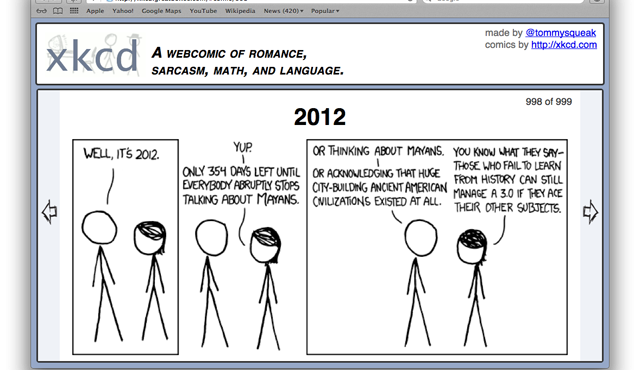 Apple Yahoo! Google Maps YouTube Wikipedia News (420)▾ Popular▾
xkcd
A WEBCOMIC OF ROMANCE,
SARCASM, MATH, AND LANGUAGE.
made by @tommysqueak
comics by http://xkcd.com
998 of 999
2012
WELL, IT'S 2012.
YUP.
ONLY 354 DAYS LEFT UNTIL
EVERYBODY ABRUPTLY STOPS
TALKING ABOUT MAYANS.
OR THINKING ABOUT MAYANS.
OR ACKNOWLEDGING THAT HUGE
CITY-BUILDING ANCIENT AMERICAN
CIVILIZATIONS EXISTED AT ALL.
YOU KNOW WHAT THEY SAY—
THOSE WHO FAIL TO LEARN
FROM HISTORY CAN STILL
MANAGE A 3.0 IF THEY ACE
THEIR OTHER SUBJECTS.